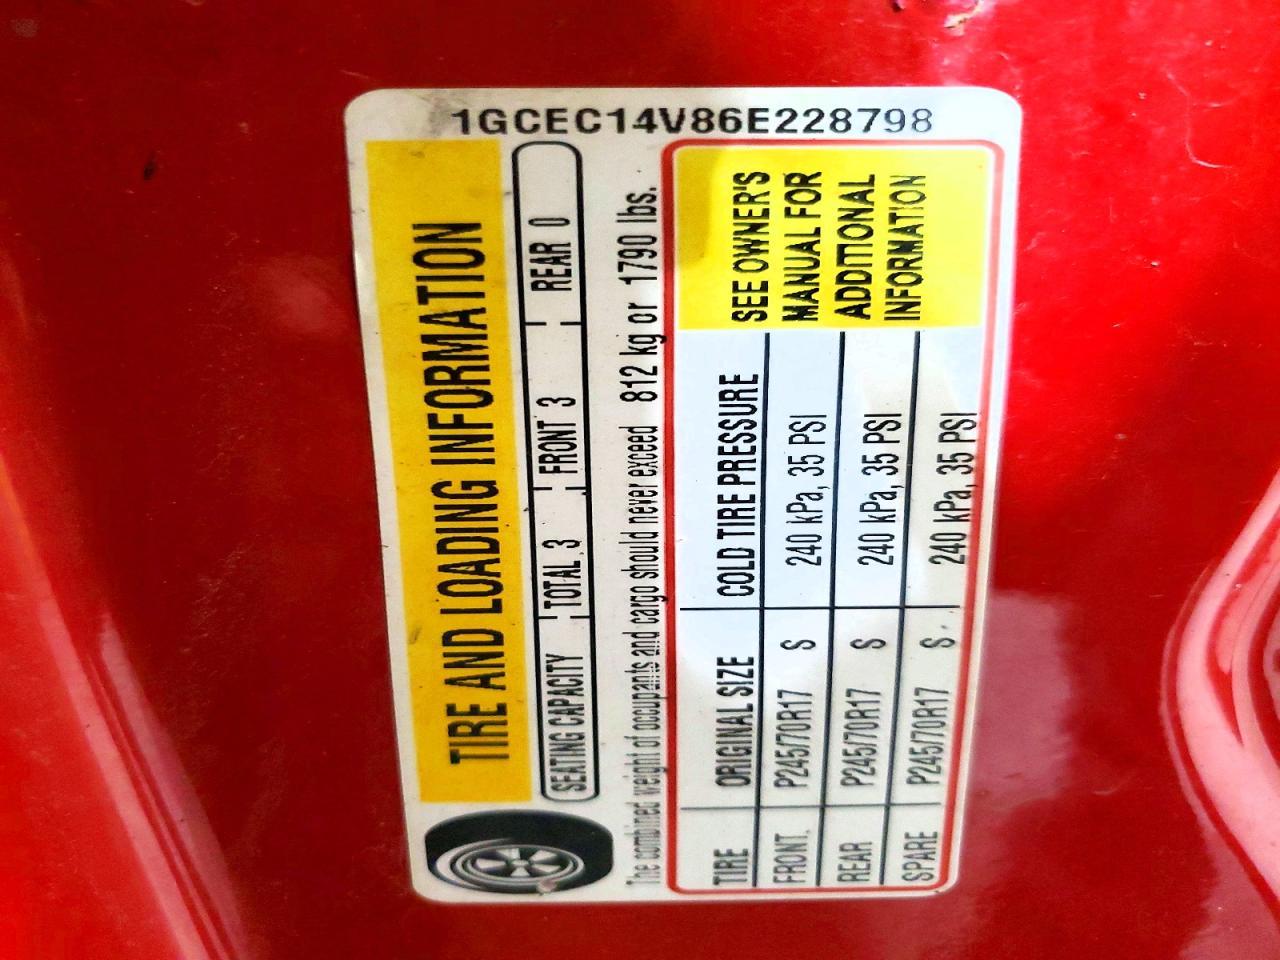 1GCEC14V86E228798
TIRE AND LOADING INFORMATION
SEATING CAPACITY TOTAL 3 FRONT 3 REAR 0
The combined weight of occupants and cargo should never exceed 812 kg or 1790 lbs.
TIRE ORIGINAL SIZE COLD TIRE PRESSURE
FRONT P245/70R17 S 240 kPa, 35 PSI
REAR P245/70R17 S 240 kPa, 35 PSI
SPARE P245/70R17 S 240 kPa, 35 PSI
SEE OWNER'S
MANUAL FOR
ADDITIONAL
INFORMATION